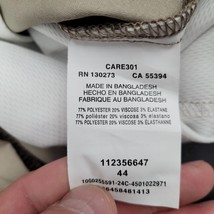 CARE301
RN 130273 CA 55394
MADE IN BANGLADESH
HECHO EN BANGLADESH
FABRIQUE AU BANGLADESH
77% POLYESTER 20% VISCOSE 3% ELASTANE
77% poliéster 20% viscosa 3% elastano
77% POLYESTER 20% VISCOSE 3% ELASTHANNE
112356647
44